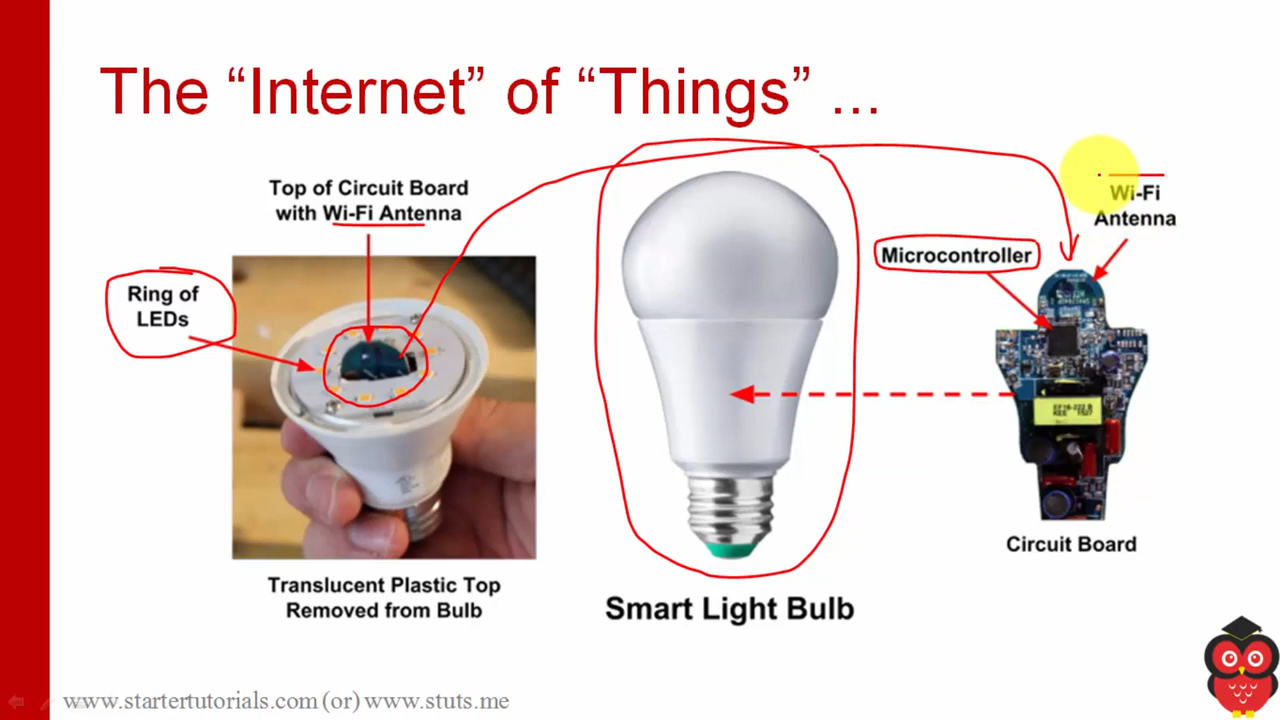 The “Internet” of “Things” ...
Top of Circuit Board
with Wi-Fi Antenna
Ring of
LEDs
Translucent Plastic Top
Removed from Bulb
Smart Light Bulb
Microcontroller
Wi-Fi
Antenna
Circuit Board
www.startertutorials.com (or) www.stuts.me